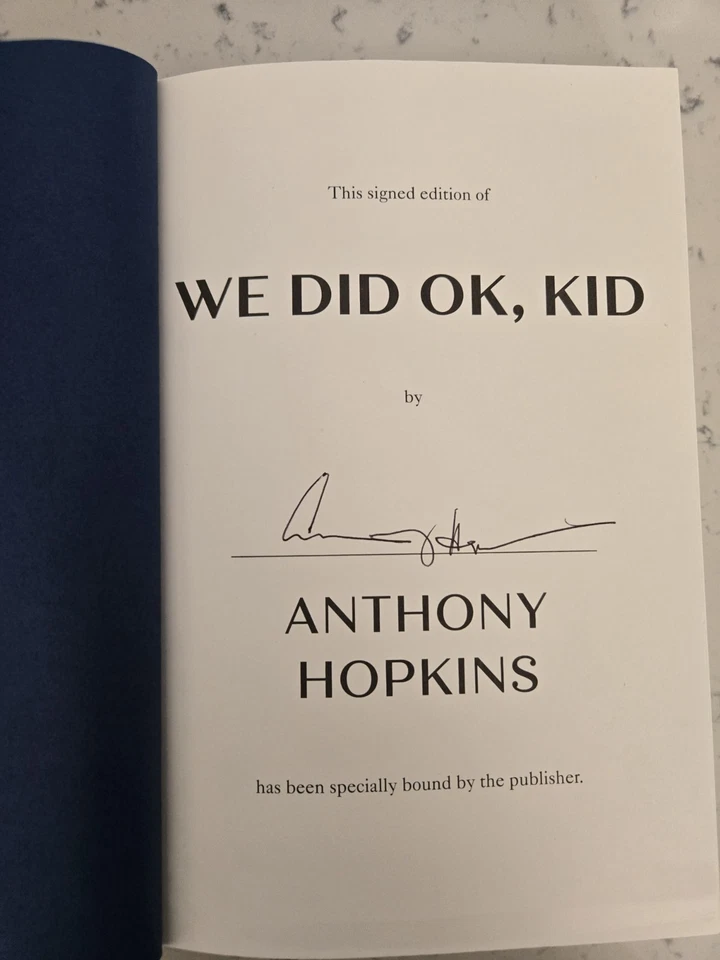 This signed edition of
WE DID OK, KID
by
ANTHONY
HOPKINS
has been specially bound by the publisher.